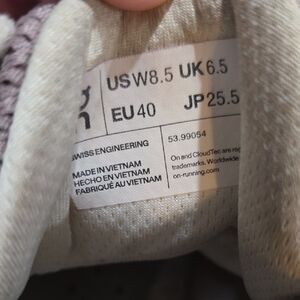 US W8.5 UK 6.5
EU 40 JP 25.5
SWISS ENGINEERING
53.99054
MADE IN VIETNAM
HECHO EN VIETNAM
FABRIQUÉ AU VIETNAM
On and CloudTec are
trademarks. Worldwide
on-running.com